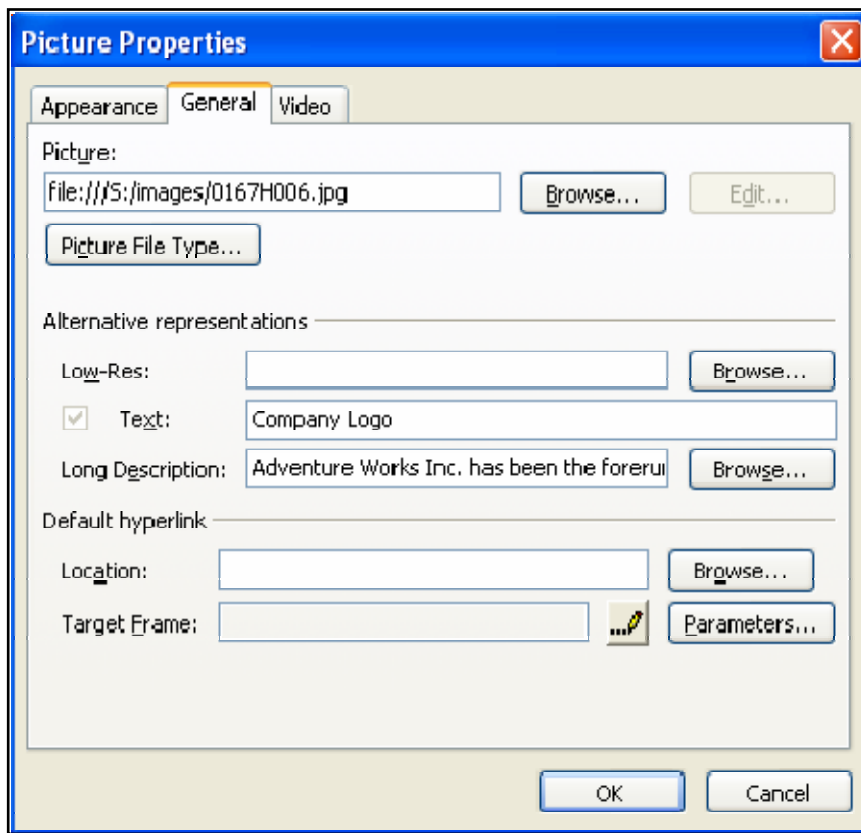 Picture Properties
Appearance General Video
Picture:
file:///S:/images/0167H006.jpg Browse... Edit...
Picture File Type...
Alternative representations
Low-Res: Browse...
Text: Company Logo
Long Description: Adventure Works Inc. has been the foreru Browse...
Default hyperlink
Location: Browse...
Target Frame: Parameters...
OK Cancel